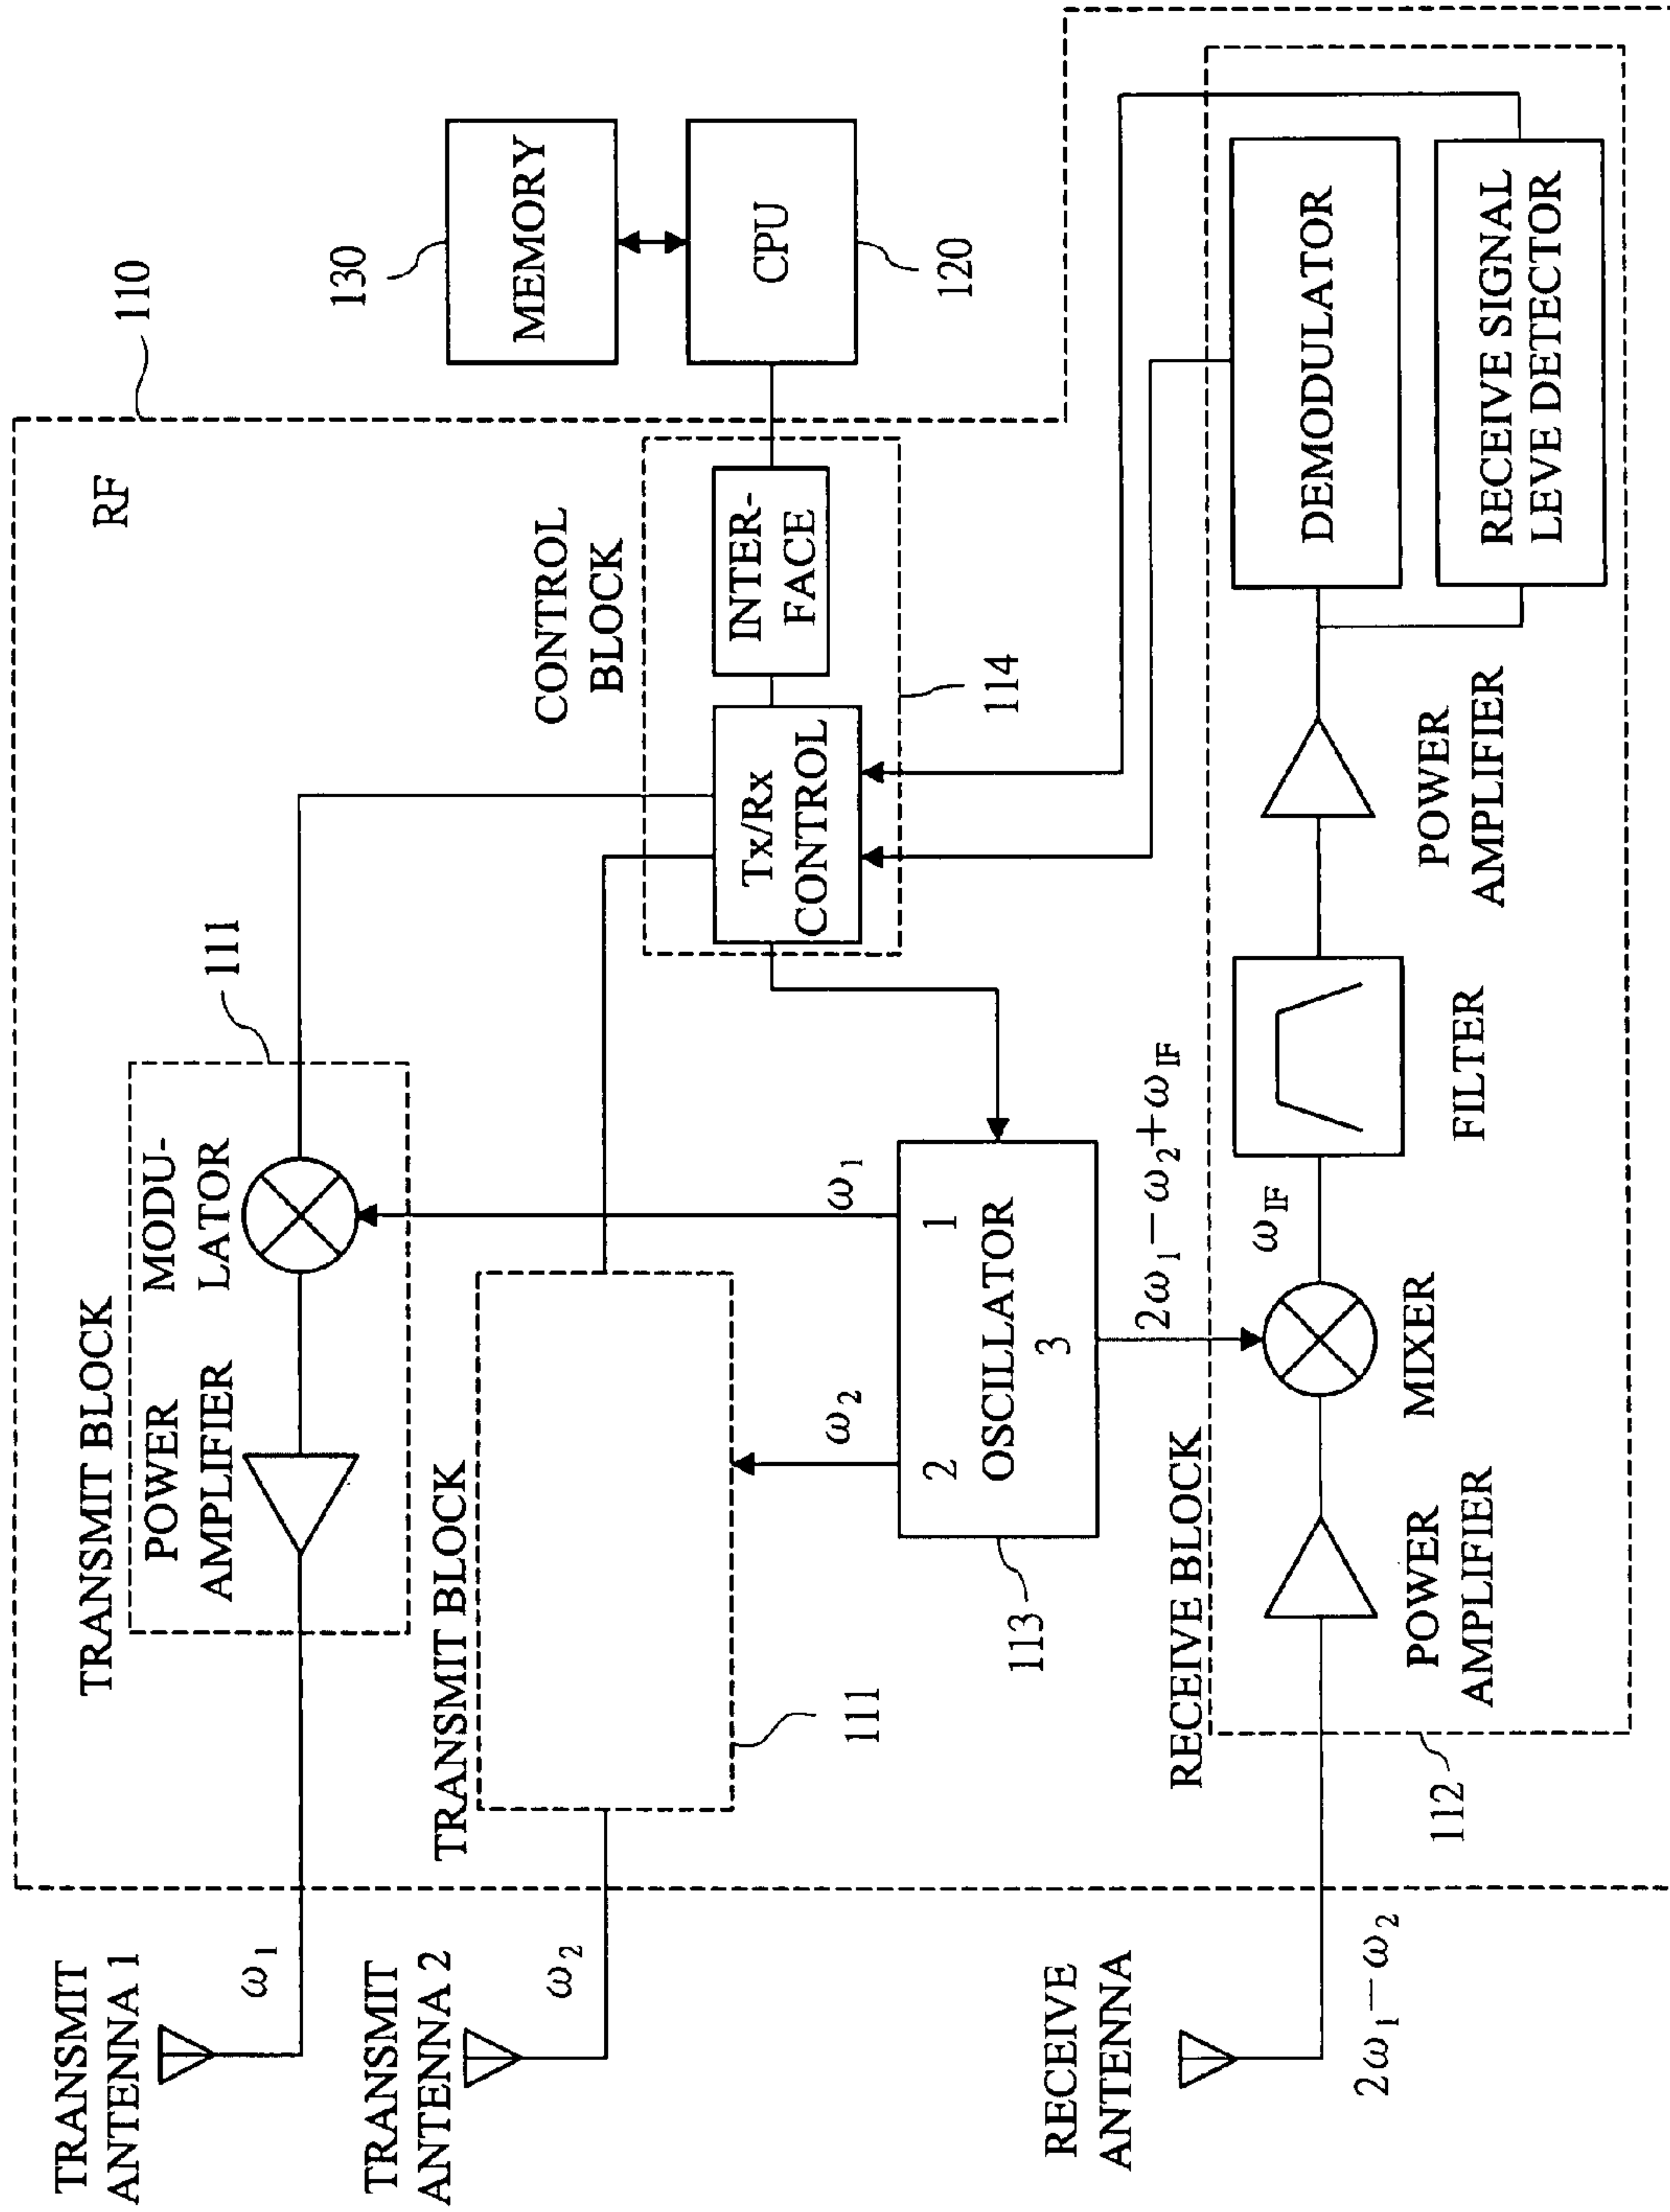 TRANSMIT
ANTENNA 1
ω1
TRANSMIT
ANTENNA 2
ω2
RECEIVE
ANTENNA
2ω1−ω2
TRANSMIT BLOCK
POWER
AMPLIFIER
MODU-
LATOR
111
RF
110
TRANSMIT BLOCK
111
ω2
ω1
2
1
OSCILLATOR
3
113
2ω1−ω2+ωIF
CONTROL
BLOCK
Tx/Rx
CONTROL
INTER-
FACE
114
130
MEMORY
CPU
120
RECEIVE BLOCK
112
POWER
AMPLIFIER
MIXER
ωIF
FILTER
POWER
AMPLIFIER
DEMODULATOR
RECEIVE SIGNAL
LEVE DETECTOR